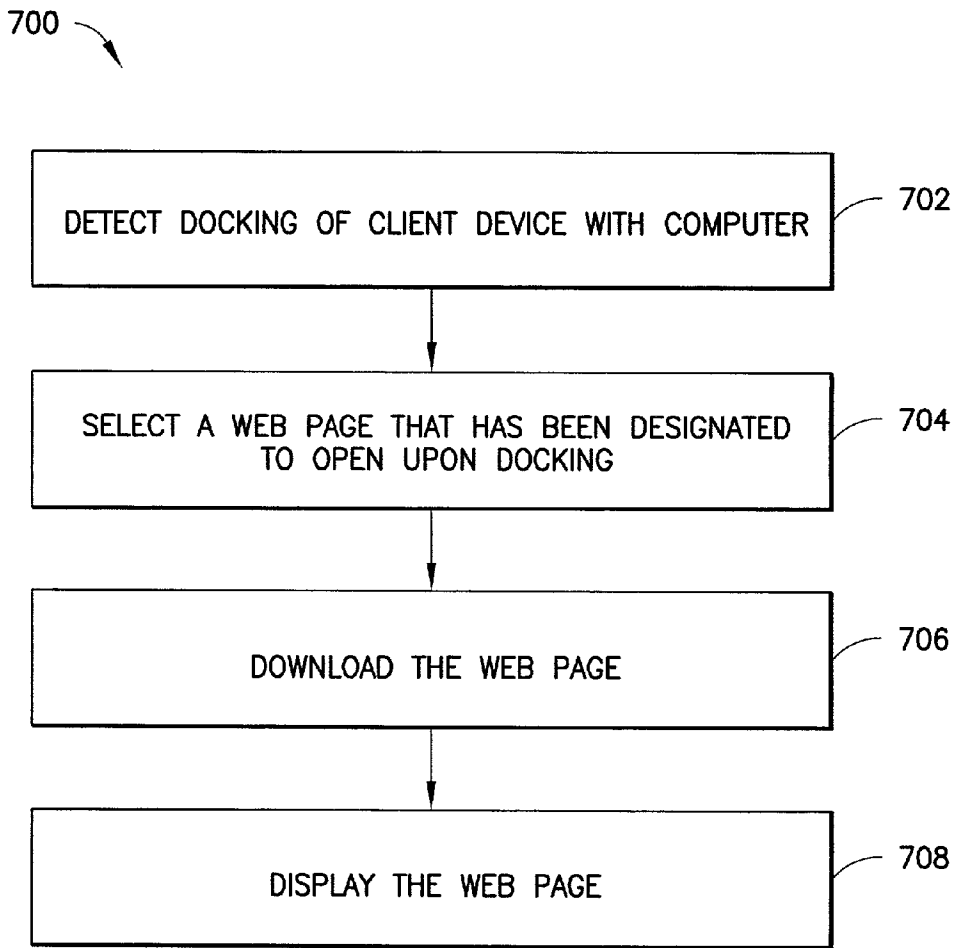 700
DETECT DOCKING OF CLIENT DEVICE WITH COMPUTER
702
SELECT A WEB PAGE THAT HAS BEEN DESIGNATED
TO OPEN UPON DOCKING
704
DOWNLOAD THE WEB PAGE
706
DISPLAY THE WEB PAGE
708